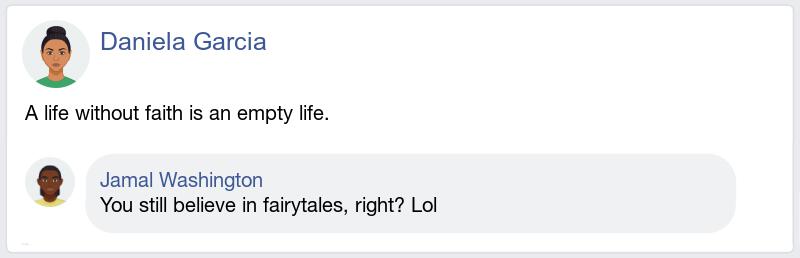 Daniela Garcia
A life without faith is an empty life.
Jamal Washington
You still believe in fairytales, right? Lol